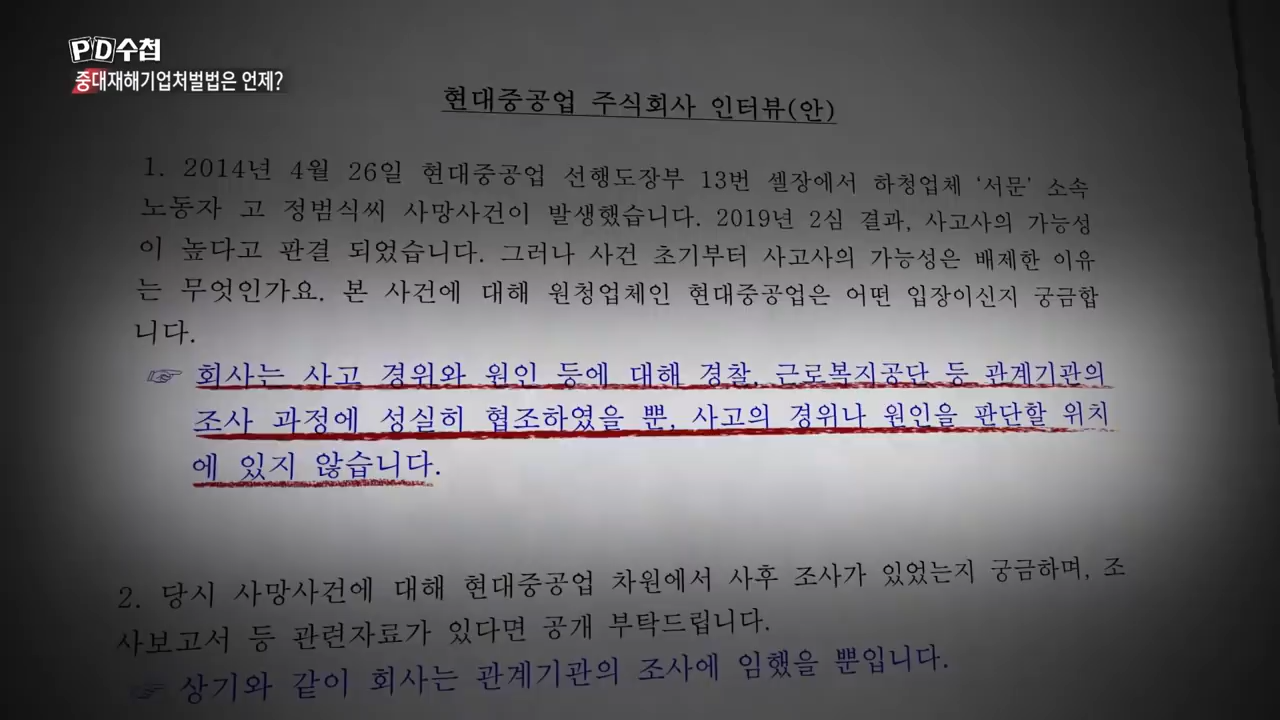 PD수첩
중대재해기업처벌법은 언제?
현대중공업 주식회사 인터뷰(안)
1. 2014년 4월 26일 현대중공업 선행도장부 13번 셀장에서 하청업체 '서문' 소속
노동자 고 정범식씨 사망사건이 발생했습니다. 2019년 2심 결과, 사고사의 가능성
이 높다고 판결 되었습니다. 그러나 사건 초기부터 사고사의 가능성은 배제한 이유
는 무엇인가요. 본 사건에 대해 원청업체인 현대중공업은 어떤 입장이신지 궁금합
니다.
☞ 회사는 사고 경위와 원인 등에 대해 경찰, 근로복지공단 등 관계기관의
조사 과정에 성실히 협조하였을 뿐, 사고의 경위나 원인을 판단할 위치
에 있지 않습니다.
2. 당시 사망사건에 대해 현대중공업 차원에서 사후 조사가 있었는지 궁금하며, 조
사보고서 등 관련자료가 있다면 공개 부탁드립니다.
☞ 상기와 같이 회사는 관계기관의 조사에 임했을 뿐입니다.